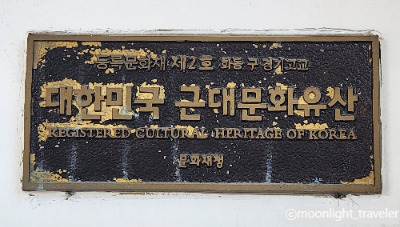 등록문화재 제2호 화동 구 경기고교
대한민국 근대문화유산
REGISTERED CULTURAL HERITAGE OF KOREA
문화재청
©moonlight_traveler